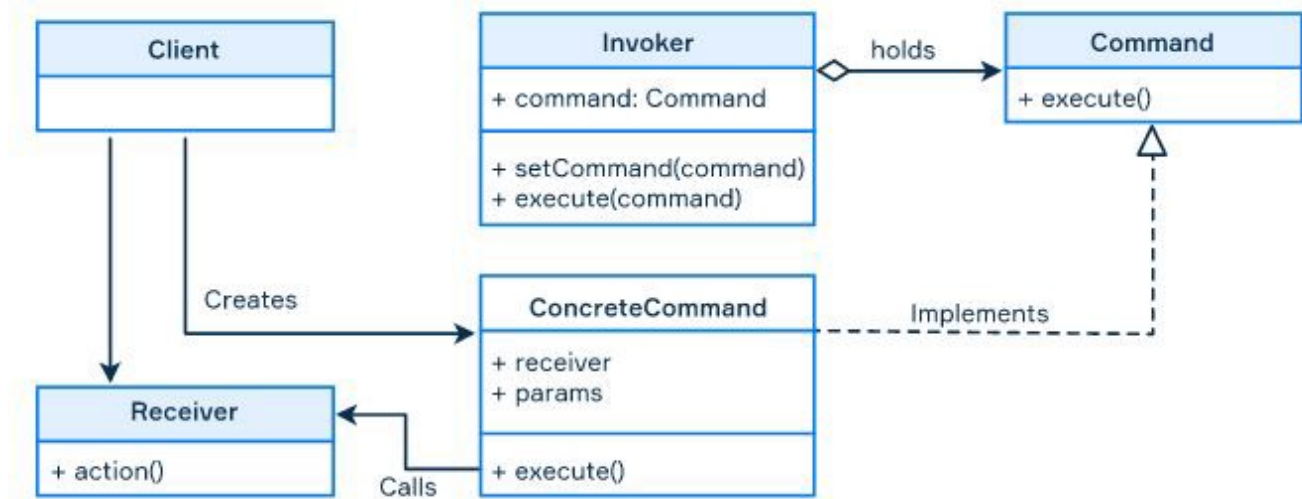 Client
Invoker
+ command: Command
+ setCommand(command)
+ execute(command)
holds
Command
+ execute()
Creates
ConcreteCommand
+ receiver
+ params
+ execute()
Implements
Receiver
+ action()
Calls